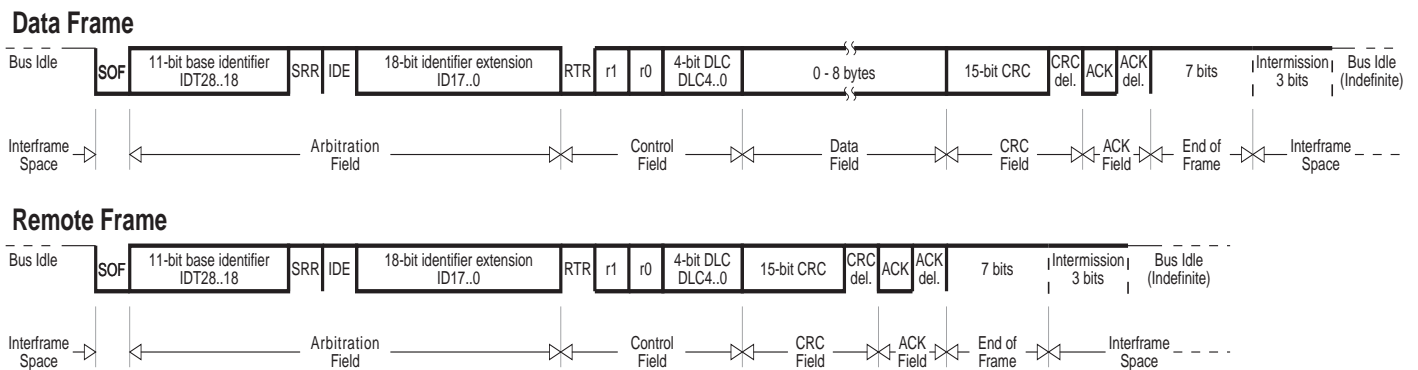 Data Frame
Bus Idle SOF 11-bit base identifier IDT28..18 SRR IDE 18-bit identifier extension ID17..0 RTR r1 r0 4-bit DLC DLC4..0 0 - 8 bytes 15-bit CRC CRC del. ACK ACK del. 7 bits Intermission 3 bits Bus Idle (Indefinite)
Interframe Space Arbitration Field Control Field Data Field CRC Field ACK Field End of Frame Interframe Space
Remote Frame
Bus Idle SOF 11-bit base identifier IDT28..18 SRR IDE 18-bit identifier extension ID17..0 RTR r1 r0 4-bit DLC DLC4..0 15-bit CRC CRC del. ACK ACK del. 7 bits Intermission 3 bits Bus Idle (Indefinite)
Interframe Space Arbitration Field Control Field CRC Field ACK Field End of Frame Interframe Space